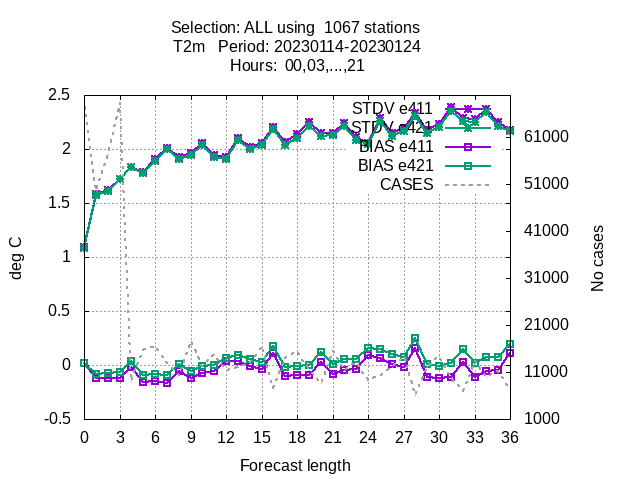 Selection: ALL using  1067 stations
T2m   Period: 20230114-20230124
Hours:  00,03,...,21
STDV e411
STDV e421
BIAS e411
BIAS e421
CASES
2.5
2
1.5
1
0.5
0
-0.5
61000
51000
41000
31000
21000
11000
1000
deg C
No cases
0 3 6 9 12 15 18 21 24 27 30 33 36
Forecast length